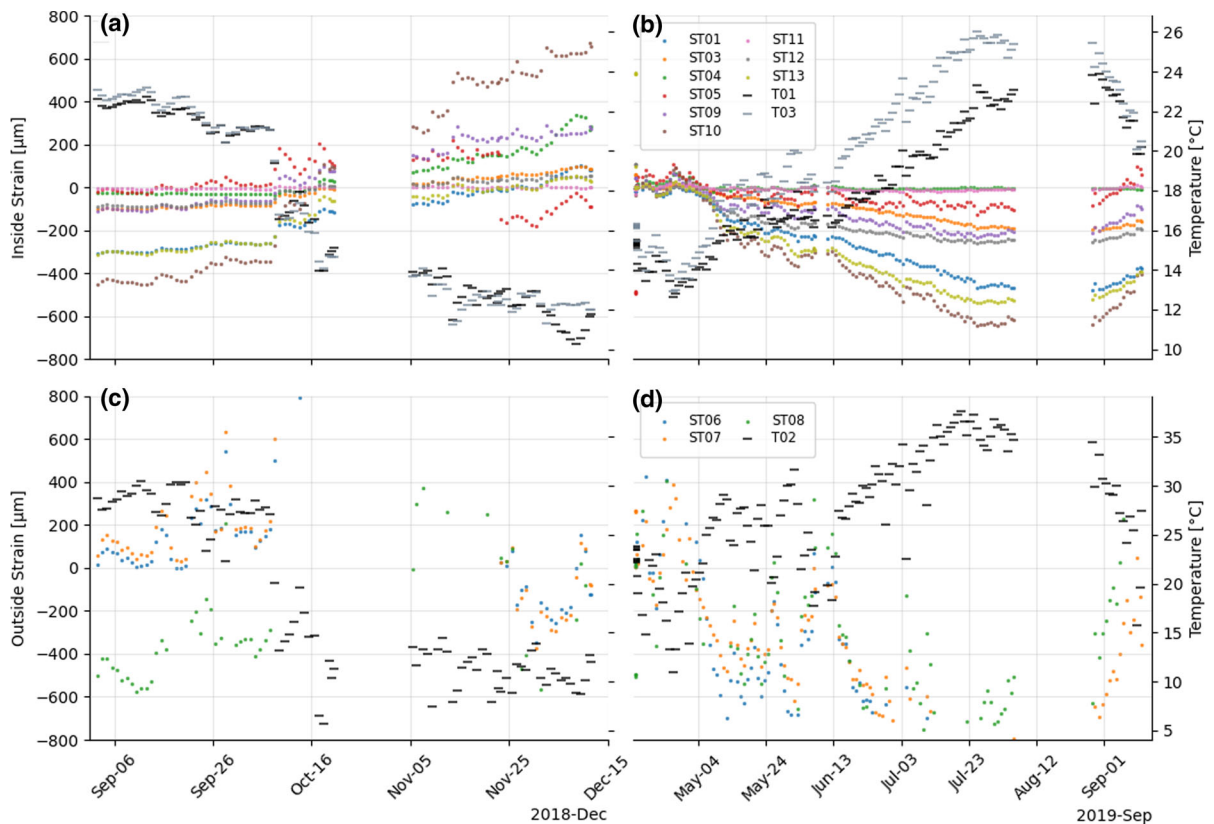 (a)
800
600
400
200
0
−200
−400
−600
−800
Inside Strain [μm]
(b)
ST01
ST03
ST04
ST05
ST09
ST10
ST11
ST12
ST13
T01
T03
26
24
22
20
18
16
14
12
10
Temperature [°C]
(c)
800
600
400
200
0
−200
−400
−600
−800
Outside Strain [μm]
Sep-06
Sep-26
Oct-16
Nov-05
Nov-25
Dec-15
2018-Dec
(d)
ST06
ST07
ST08
T02
35
30
25
20
15
10
5
Temperature [°C]
May-04
May-24
Jun-13
Jul-03
Jul-23
Aug-12
Sep-01
2019-Sep